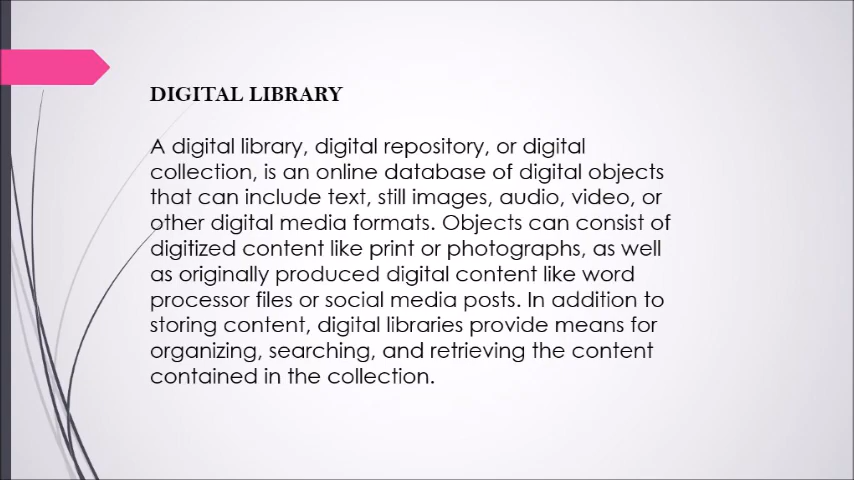 DIGITAL LIBRARY
A digital library, digital repository, or digital
collection, is an online database of digital objects
that can include text, still images, audio, video, or
other digital media formats. Objects can consist of
digitized content like print or photographs, as well
as originally produced digital content like word
processor files or social media posts. In addition to
storing content, digital libraries provide means for
organizing, searching, and retrieving the content
contained in the collection.